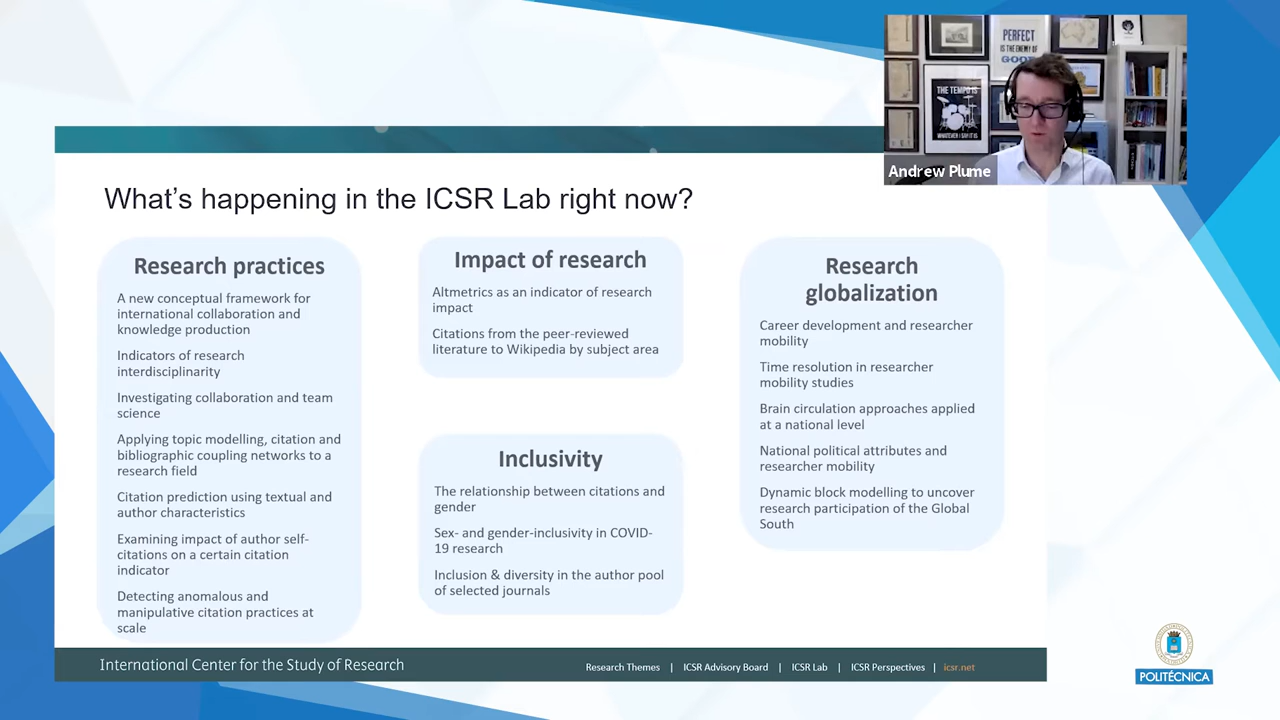 PERFECT
IS THE ENEMY OF
GOOD
THE TEMPO IS
WHATEVER I SAY IT IS
Andrew Plume
What's happening in the ICSR Lab right now?
Research practices
A new conceptual framework for
international collaboration and
knowledge production
Indicators of research
interdisciplinarity
Investigating collaboration and team
science
Applying topic modelling, citation and
bibliographic coupling networks to a
research field
Citation prediction using textual and
author characteristics
Examining impact of author self-
citations on a certain citation
indicator
Detecting anomalous and
manipulative citation practices at
scale
Impact of research
Altmetrics as an indicator of research
impact
Citations from the peer-reviewed
literature to Wikipedia by subject area
Inclusivity
The relationship between citations and
gender
Sex- and gender-inclusivity in COVID-
19 research
Inclusion & diversity in the author pool
of selected journals
Research
globalization
Career development and researcher
mobility
Time resolution in researcher
mobility studies
Brain circulation approaches applied
at a national level
National political attributes and
researcher mobility
Dynamic block modelling to uncover
research participation of the Global
South
International Center for the Study of Research
Research Themes | ICSR Advisory Board | ICSR Lab | ICSR Perspectives | icsr.net
POLITÉCNICA